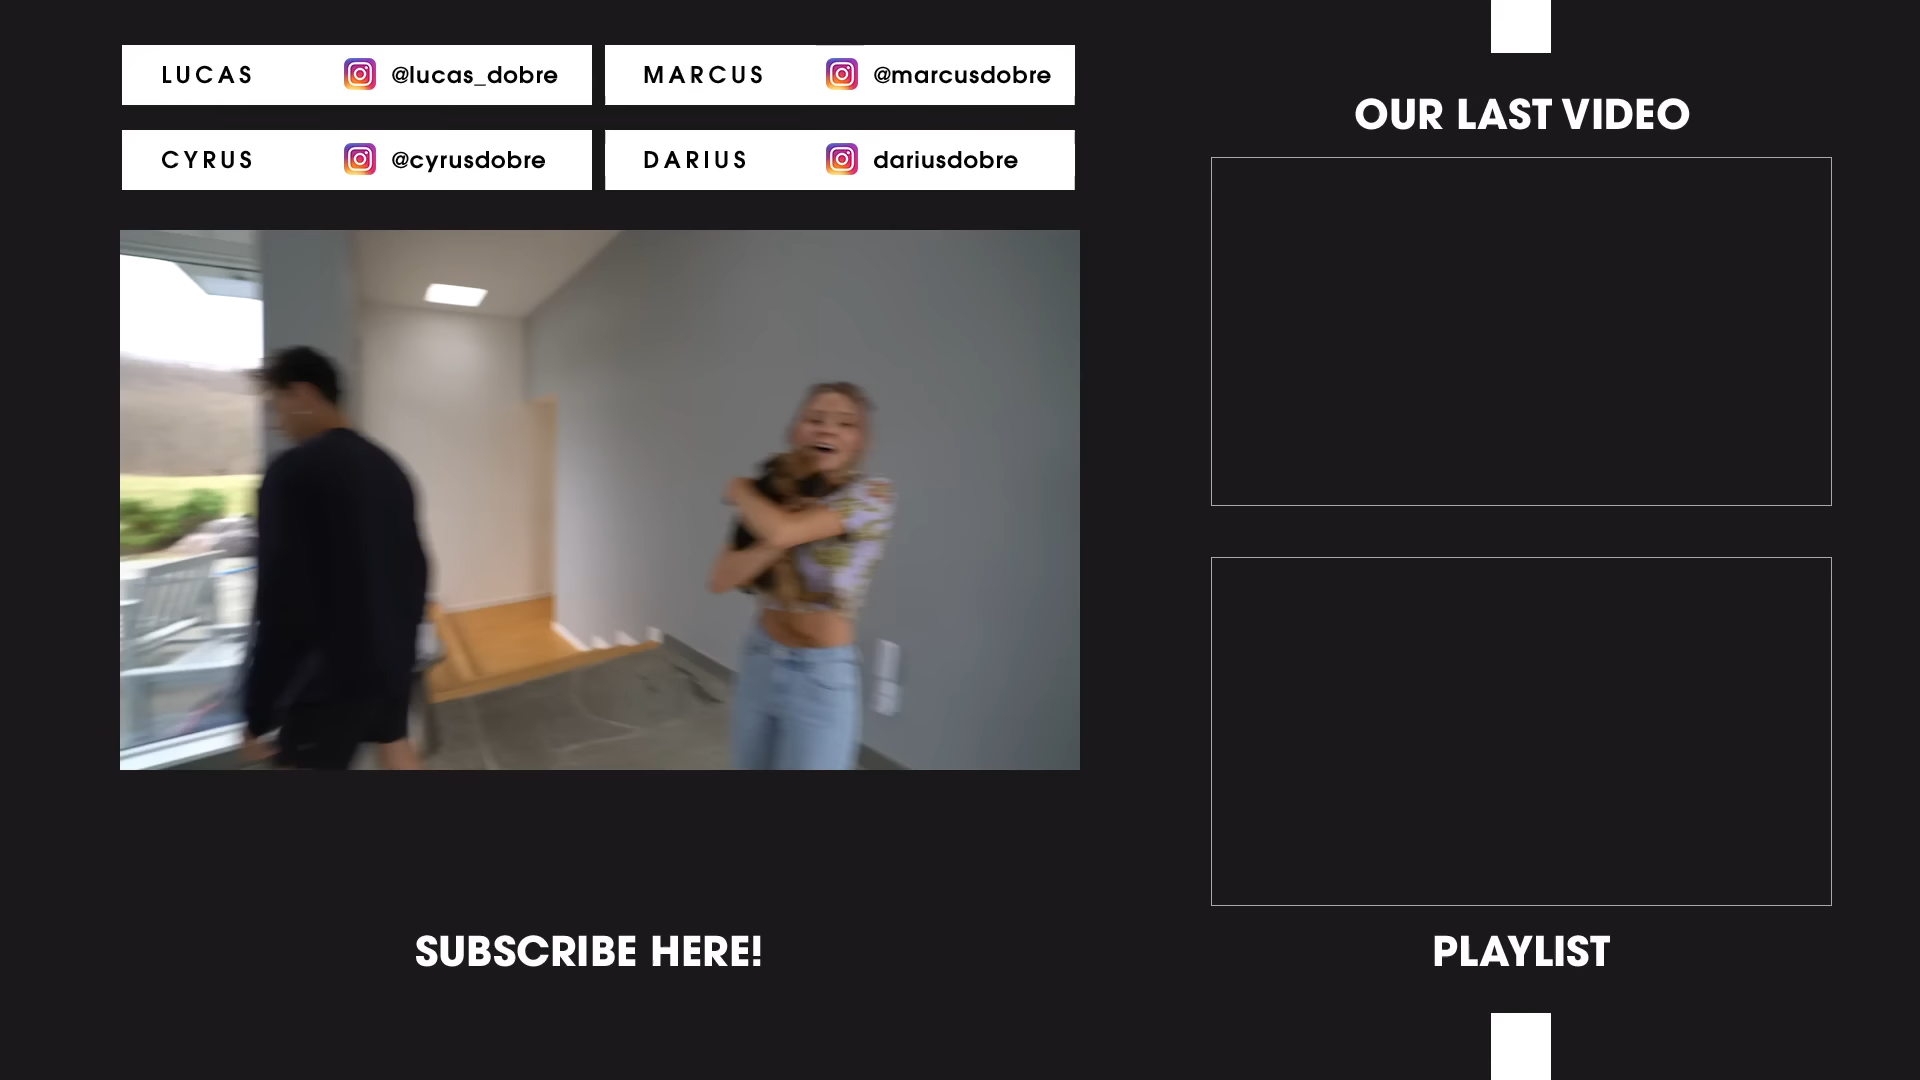 LUCAS @lucas_dobre
MARCUS @marcusdobre
CYRUS @cyrusdobre
DARIUS dariusdobre
OUR LAST VIDEO
SUBSCRIBE HERE!
PLAYLIST